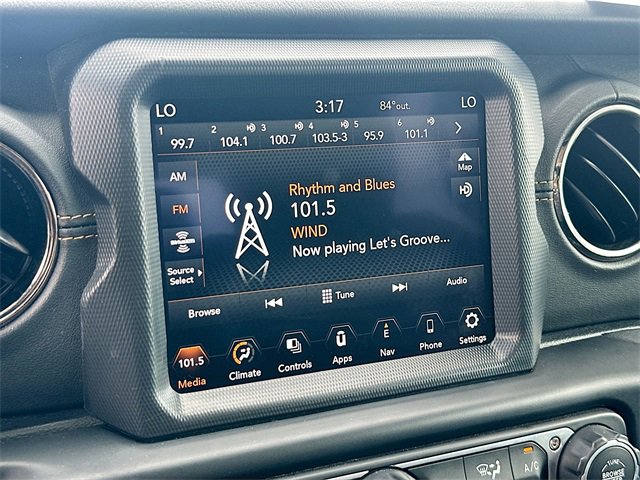 LO 3:17 84°out. LO
1 99.7 2 104.1 3 100.7 4 103.5-3 5 95.9 6 101.1
AM
FM
Source
Select
Rhythm and Blues
101.5
WIND
Now playing Let's Groove...
Map
Browse
Tune
Audio
101.5
Media
Climate
Controls
Apps
E
Nav
Phone
Settings
A/C
BROWSE